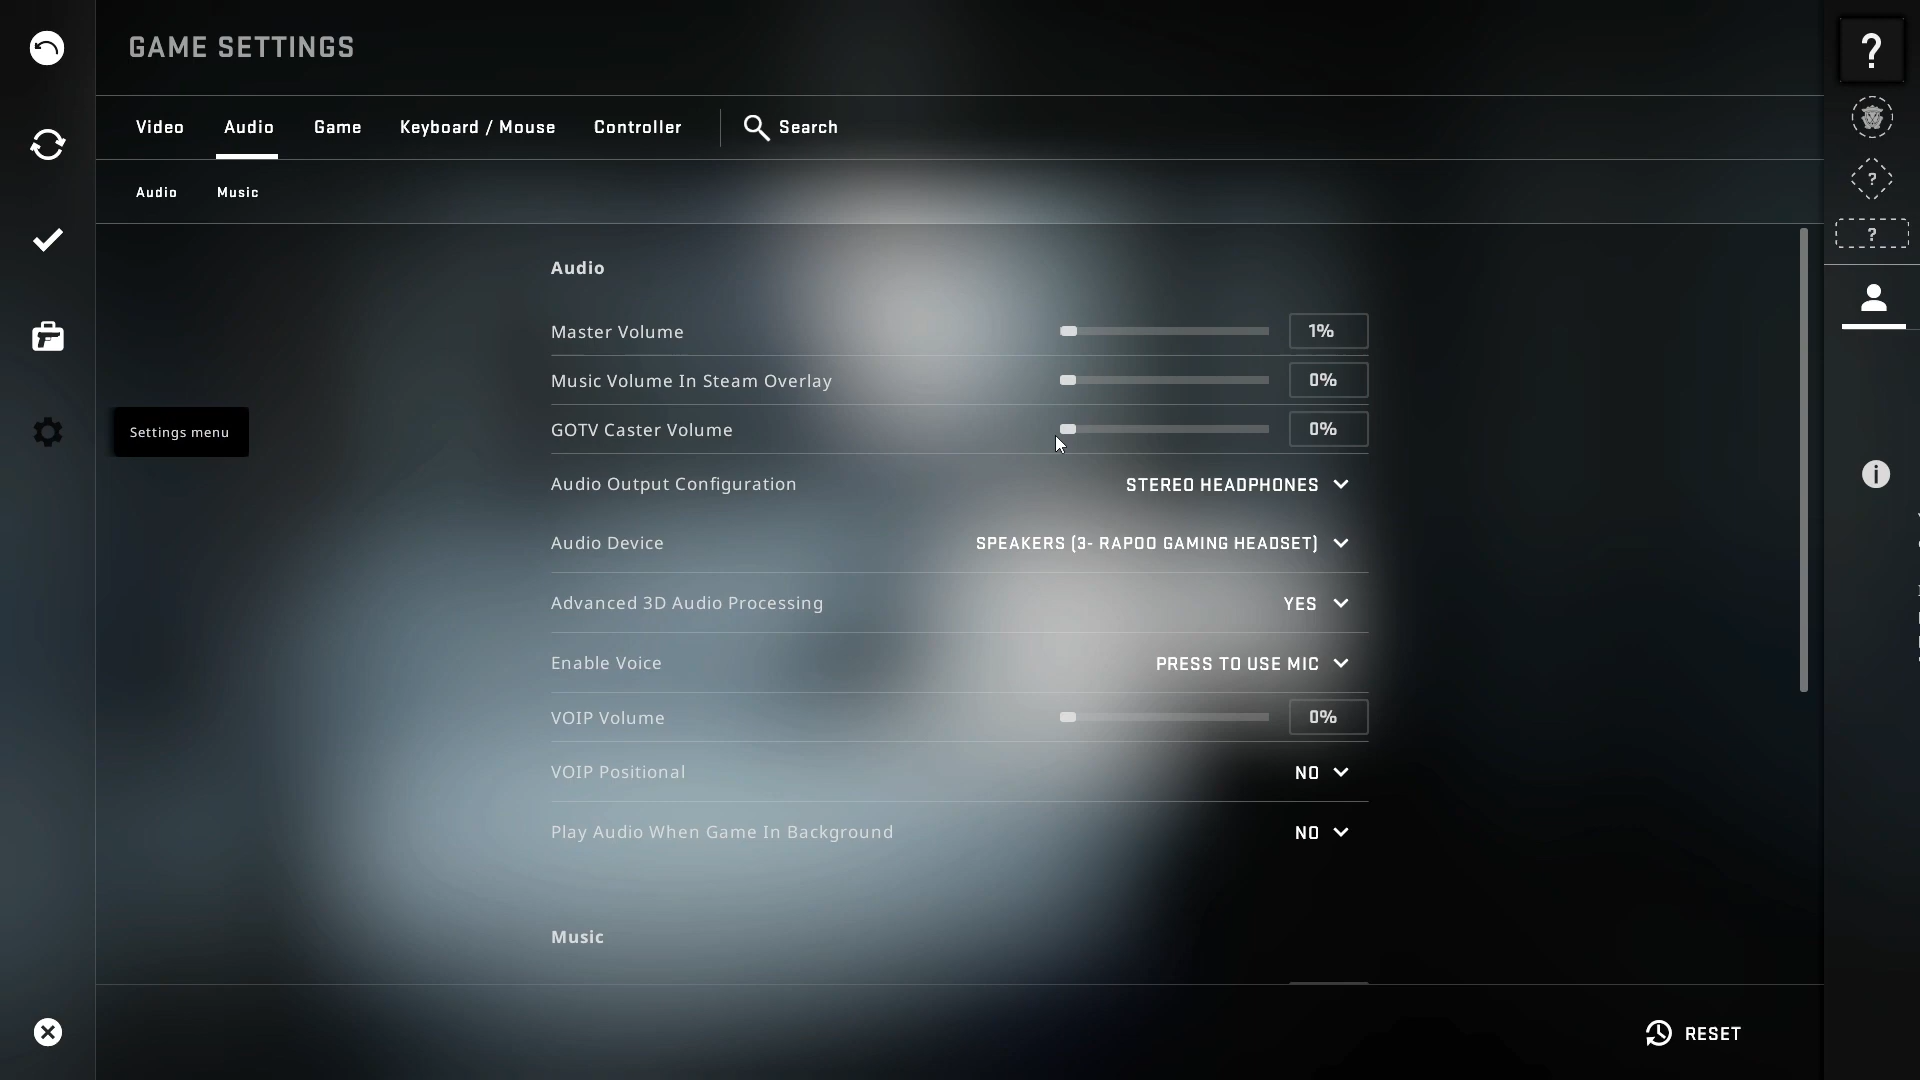 GAME SETTINGS
?
Video Audio Game Keyboard / Mouse Controller Search
?
Audio Music
?
Audio
Master Volume 1%
Music Volume In Steam Overlay 0%
Settings menu
GOTV Caster Volume 0%
Audio Output Configuration STEREO HEADPHONES
Audio Device SPEAKERS (3- RAPOO GAMING HEADSET)
Advanced 3D Audio Processing YES
Enable Voice PRESS TO USE MIC
VOIP Volume 0%
VOIP Positional NO
Play Audio When Game In Background NO
Music
RESET